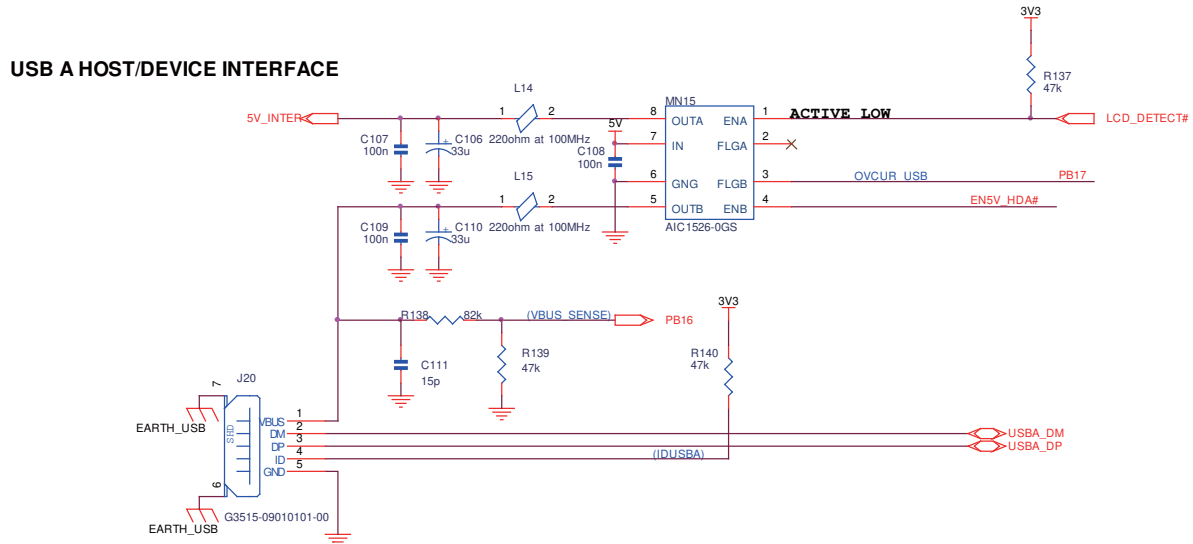 3V3
USB A HOST/DEVICE INTERFACE
R137
47k
L14
MN15
5V_INTER
1 2
8 OUTA ENA 1
ACTIVE LOW
LCD_DETECT#
C107
100n
C106
33u
220ohm at 100MHz
5V
7 IN FLGA 2
C108
100n
L15
6 GNG FLGB 3
OVCUR_USB
PB17
1 2
5 OUTB ENB 4
EN5V_HDA#
AIC1526-0GS
C109
100n
C110
33u
220ohm at 100MHz
3V3
R138 82k
(VBUS_SENSE)
PB16
C111
15p
R139
47k
R140
47k
J20
7
EARTH_USB
SHD
VBUS 1
DM 2
DP 3
ID 4
GND 5
USBA_DM
USBA_DP
(IDUSBA)
6
EARTH_USB
G3515-09010101-00